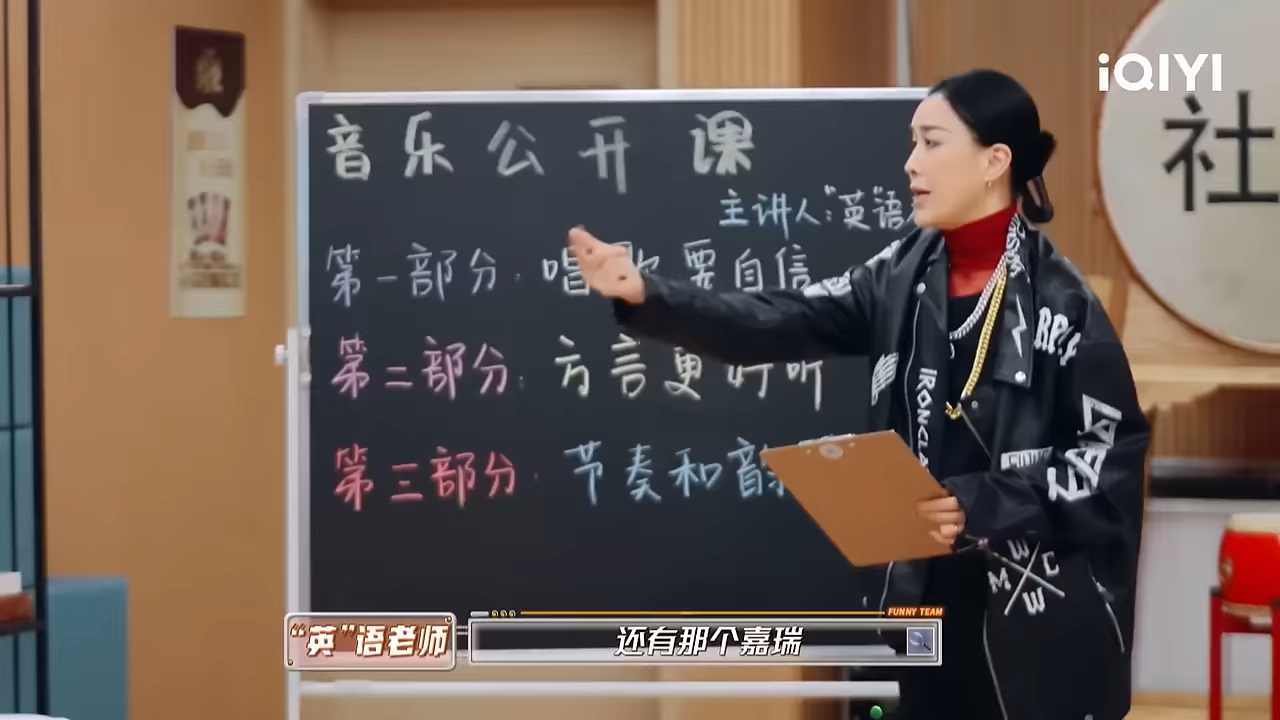 iQIYI
社
音乐公开课
主讲人:"英"语
第一部分:唱歌要自信
第二部分:方言更好听
第三部分:节奏和音
IRONCLA
FUNNY TEAM
"英"语老师
还有那个嘉瑞